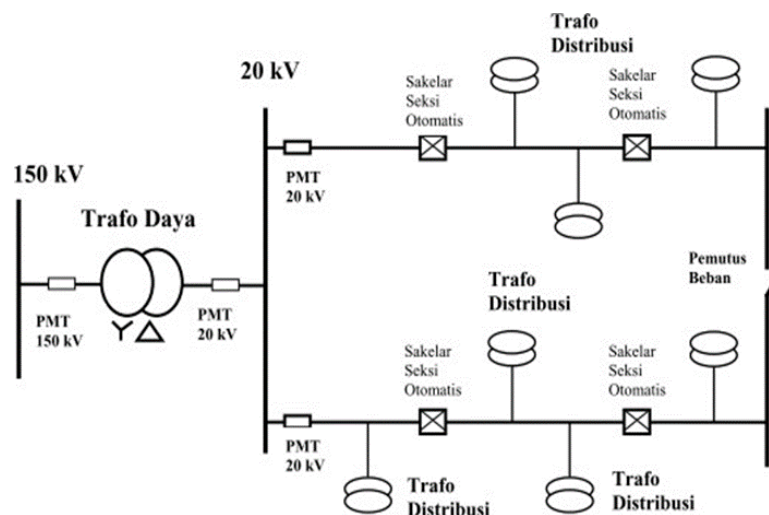 Trafo
Distribusi
20 kV
Sakelar
Seksi
Otomatis
Sakelar
Seksi
Otomatis
PMT
20 kV
150 kV
Trafo Daya
PMT
150 kV
PMT
20 kV
Pemutus
Beban
Trafo
Distribusi
Sakelar
Seksi
Otomatis
Sakelar
Seksi
Otomatis
PMT
20 kV
Trafo
Distribusi
Trafo
Distribusi